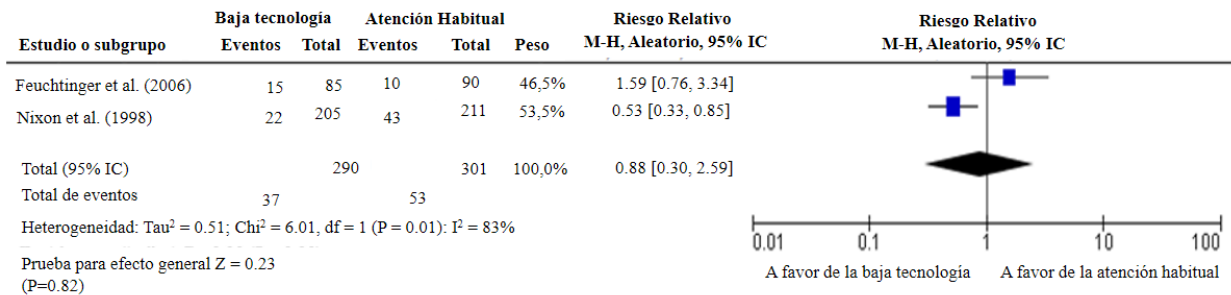 Baja tecnología Atención Habitual Riesgo Relativo Riesgo Relativo
Estudio o subgrupo Eventos Total Eventos Total Peso M-H, Aleatorio, 95% IC M-H, Aleatorio, 95% IC
Feuchtinger et al. (2006) 15 85 10 90 46,5% 1.59 [0.76, 3.34]
Nixon et al. (1998) 22 205 43 211 53,5% 0.53 [0.33, 0.85]
Total (95% IC) 290 301 100,0% 0.88 [0.30, 2.59]
Total de eventos 37 53
Heterogeneidad: Tau² = 0.51; Chi² = 6.01, df = 1 (P = 0.01): I² = 83%
0.01 0.1 1 10 100
Prueba para efecto general Z = 0.23
(P=0.82)
A favor de la baja tecnología A favor de la atención habitual